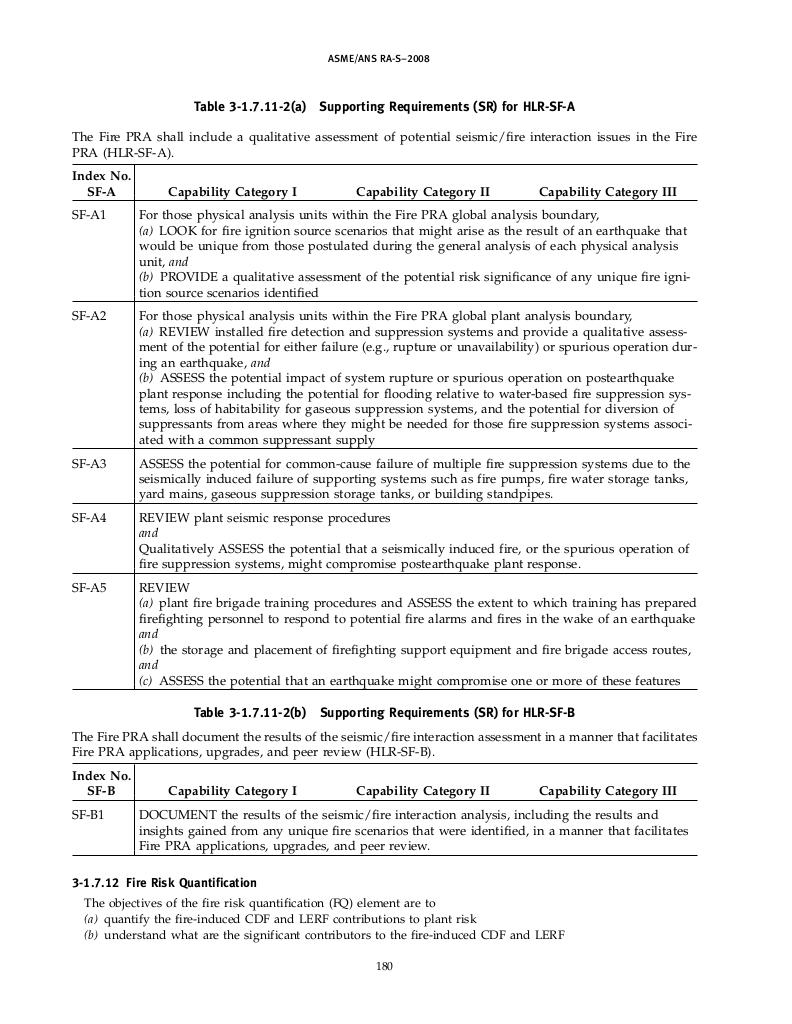 ASME/ANS RA-S–2008
Table 3-1.7.11-2(a) Supporting Requirements (SR) for HLR-SF-A
The Fire PRA shall include a qualitative assessment of potential seismic/fire interaction issues in the Fire
PRA (HLR-SF-A).
Index No.
SF-A Capability Category I Capability Category II Capability Category III
SF-A1 For those physical analysis units within the Fire PRA global analysis boundary,
(a) LOOK for fire ignition source scenarios that might arise as the result of an earthquake that
would be unique from those postulated during the general analysis of each physical analysis
unit, and
(b) PROVIDE a qualitative assessment of the potential risk significance of any unique fire igni-
tion source scenarios identified
SF-A2 For those physical analysis units within the Fire PRA global plant analysis boundary,
(a) REVIEW installed fire detection and suppression systems and provide a qualitative assess-
ment of the potential for either failure (e.g., rupture or unavailability) or spurious operation dur-
ing an earthquake, and
(b) ASSESS the potential impact of system rupture or spurious operation on postearthquake
plant response including the potential for flooding relative to water-based fire suppression sys-
tems, loss of habitability for gaseous suppression systems, and the potential for diversion of
suppressants from areas where they might be needed for those fire suppression systems associ-
ated with a common suppressant supply
SF-A3 ASSESS the potential for common-cause failure of multiple fire suppression systems due to the
seismically induced failure of supporting systems such as fire pumps, fire water storage tanks,
yard mains, gaseous suppression storage tanks, or building standpipes.
SF-A4 REVIEW plant seismic response procedures
and
Qualitatively ASSESS the potential that a seismically induced fire, or the spurious operation of
fire suppression systems, might compromise postearthquake plant response.
SF-A5 REVIEW
(a) plant fire brigade training procedures and ASSESS the extent to which training has prepared
firefighting personnel to respond to potential fire alarms and fires in the wake of an earthquake
and
(b) the storage and placement of firefighting support equipment and fire brigade access routes,
and
(c) ASSESS the potential that an earthquake might compromise one or more of these features
Table 3-1.7.11-2(b) Supporting Requirements (SR) for HLR-SF-B
The Fire PRA shall document the results of the seismic/fire interaction assessment in a manner that facilitates
Fire PRA applications, upgrades, and peer review (HLR-SF-B).
Index No.
SF-B Capability Category I Capability Category II Capability Category III
SF-B1 DOCUMENT the results of the seismic/fire interaction analysis, including the results and
insights gained from any unique fire scenarios that were identified, in a manner that facilitates
Fire PRA applications, upgrades, and peer review.
3-1.7.12 Fire Risk Quantification
The objectives of the fire risk quantification (FQ) element are to
(a) quantify the fire-induced CDF and LERF contributions to plant risk
(b) understand what are the significant contributors to the fire-induced CDF and LERF
180